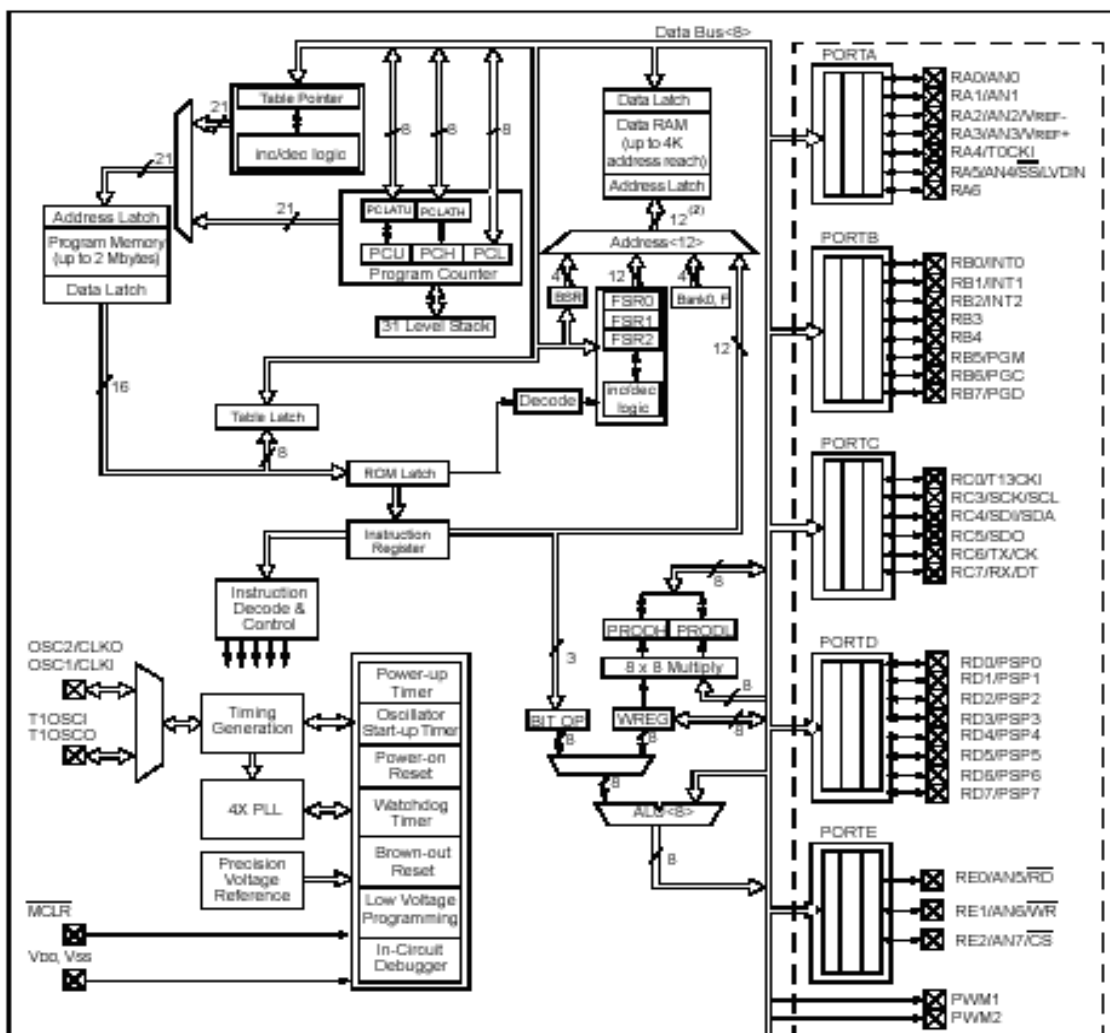 Data Bus<8>
Table Pointer
inc/dec logic
21
21
21
8
8
8
Address Latch
Program Memory
(up to 2 Mbytes)
Data Latch
PCLATU
PCLATH
PCU
PCH
PCL
Program Counter
31 Level Stack
Data Latch
Data RAM
(up to 4K
address reach)
Address Latch
12(2)
Address<12>
4
12
4
BSR
FSR0
FSR1
FSR2
Bank0, F
inc/dec
logic
12
Decode
16
Table Latch
8
ROM Latch
Instruction
Register
Instruction
Decode &
Control
OSC2/CLKO
OSC1/CLKI
T1OSCI
T1OSCO
Timing
Generation
4X PLL
Precision
Voltage
Reference
MCLR
VDD, VSS
Power-up
Timer
Oscillator
Start-up Timer
Power-on
Reset
Watchdog
Timer
Brown-out
Reset
Low Voltage
Programming
In-Circuit
Debugger
3
8
PRODH
PRODL
8 x 8 Multiply
8
BIT OP
WREG
8
8
8
8
ALU<8>
8
PORTA
RA0/AN0
RA1/AN1
RA2/AN2/VREF-
RA3/AN3/VREF+
RA4/T0CKI
RA5/AN4/SS/LVDIN
RA6
PORTB
RB0/INT0
RB1/INT1
RB2/INT2
RB3
RB4
RB5/PGM
RB6/PGC
RB7/PGD
PORTC
RC0/T13CKI
RC3/SCK/SCL
RC4/SDI/SDA
RC5/SDO
RC6/TX/CK
RC7/RX/DT
PORTD
RD0/PSP0
RD1/PSP1
RD2/PSP2
RD3/PSP3
RD4/PSP4
RD5/PSP5
RD6/PSP6
RD7/PSP7
PORTE
RE0/AN5/RD
RE1/AN6/WR
RE2/AN7/CS
PWM1
PWM2